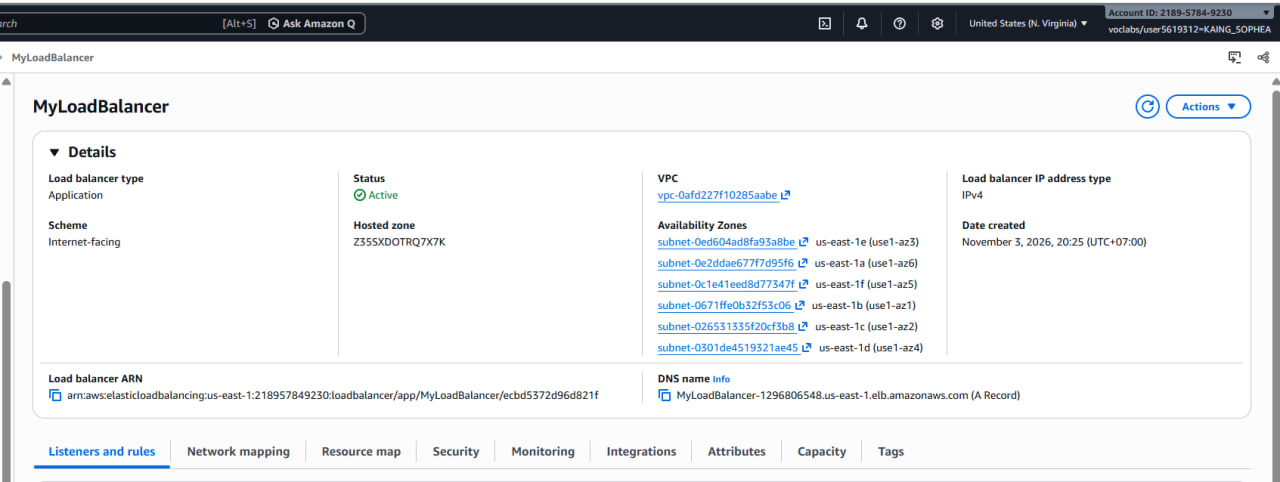 [Alt+S] Ask Amazon Q United States (N. Virginia) Account ID: 2189-5784-9230
voclabs/user5619312=KAING_SOPHEA
MyLoadBalancer
MyLoadBalancer
Actions
Details
Load balancer type
Application
Status
Active
VPC
vpc-0afd227f10285aabe
Load balancer IP address type
IPv4
Scheme
Internet-facing
Hosted zone
Z35SXDOTRQ7X7K
Availability Zones
subnet-0ed604ad8fa93a8be us-east-1e (use1-az3)
subnet-0e2ddae677f7d95f6 us-east-1a (use1-az6)
subnet-0c1e41eed8d77347f us-east-1f (use1-az5)
subnet-0671ffe0b32f53c06 us-east-1b (use1-az1)
subnet-026531335f20cf3b8 us-east-1c (use1-az2)
subnet-0301de4519321ae45 us-east-1d (use1-az4)
Date created
November 3, 2026, 20:25 (UTC+07:00)
Load balancer ARN
arn:aws:elasticloadbalancing:us-east-1:218957849230:loadbalancer/app/MyLoadBalancer/ecbd5372d96d821f
DNS name Info
MyLoadBalancer-1296806548.us-east-1.elb.amazonaws.com (A Record)
Listeners and rules Network mapping Resource map Security Monitoring Integrations Attributes Capacity Tags